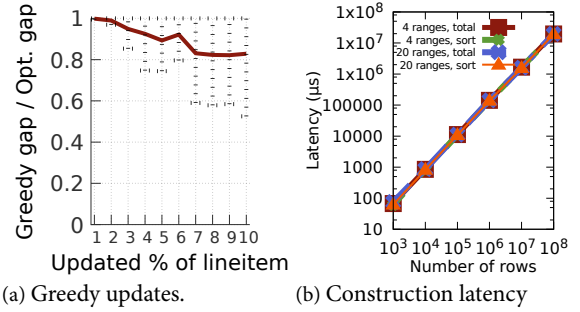 Greedy gap / Opt. gap
1
0.8
0.6
0.4
0.2
0
1 2 3 4 5 6 7 8 9 10
Updated % of lineitem
(a) Greedy updates.
Latency (µs)
1x10^8
1x10^7
1x10^6
100000
10000
1000
100
10
4 ranges, total
4 ranges, sort
20 ranges, total
20 ranges, sort
10^3 10^4 10^5 10^6 10^7 10^8
Number of rows
(b) Construction latency